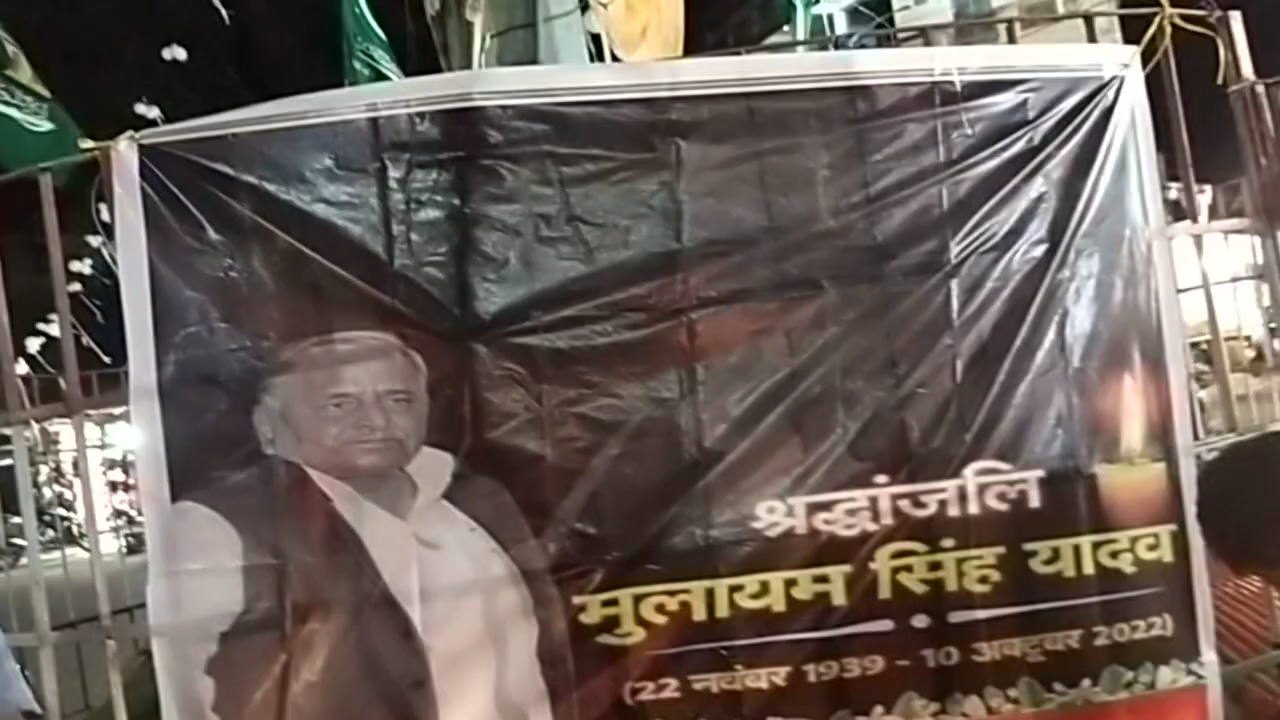 श्रद्धांजलि
मुलायम सिंह यादव
(22 नवंबर 1939 - 10 अक्टूबर 2022)